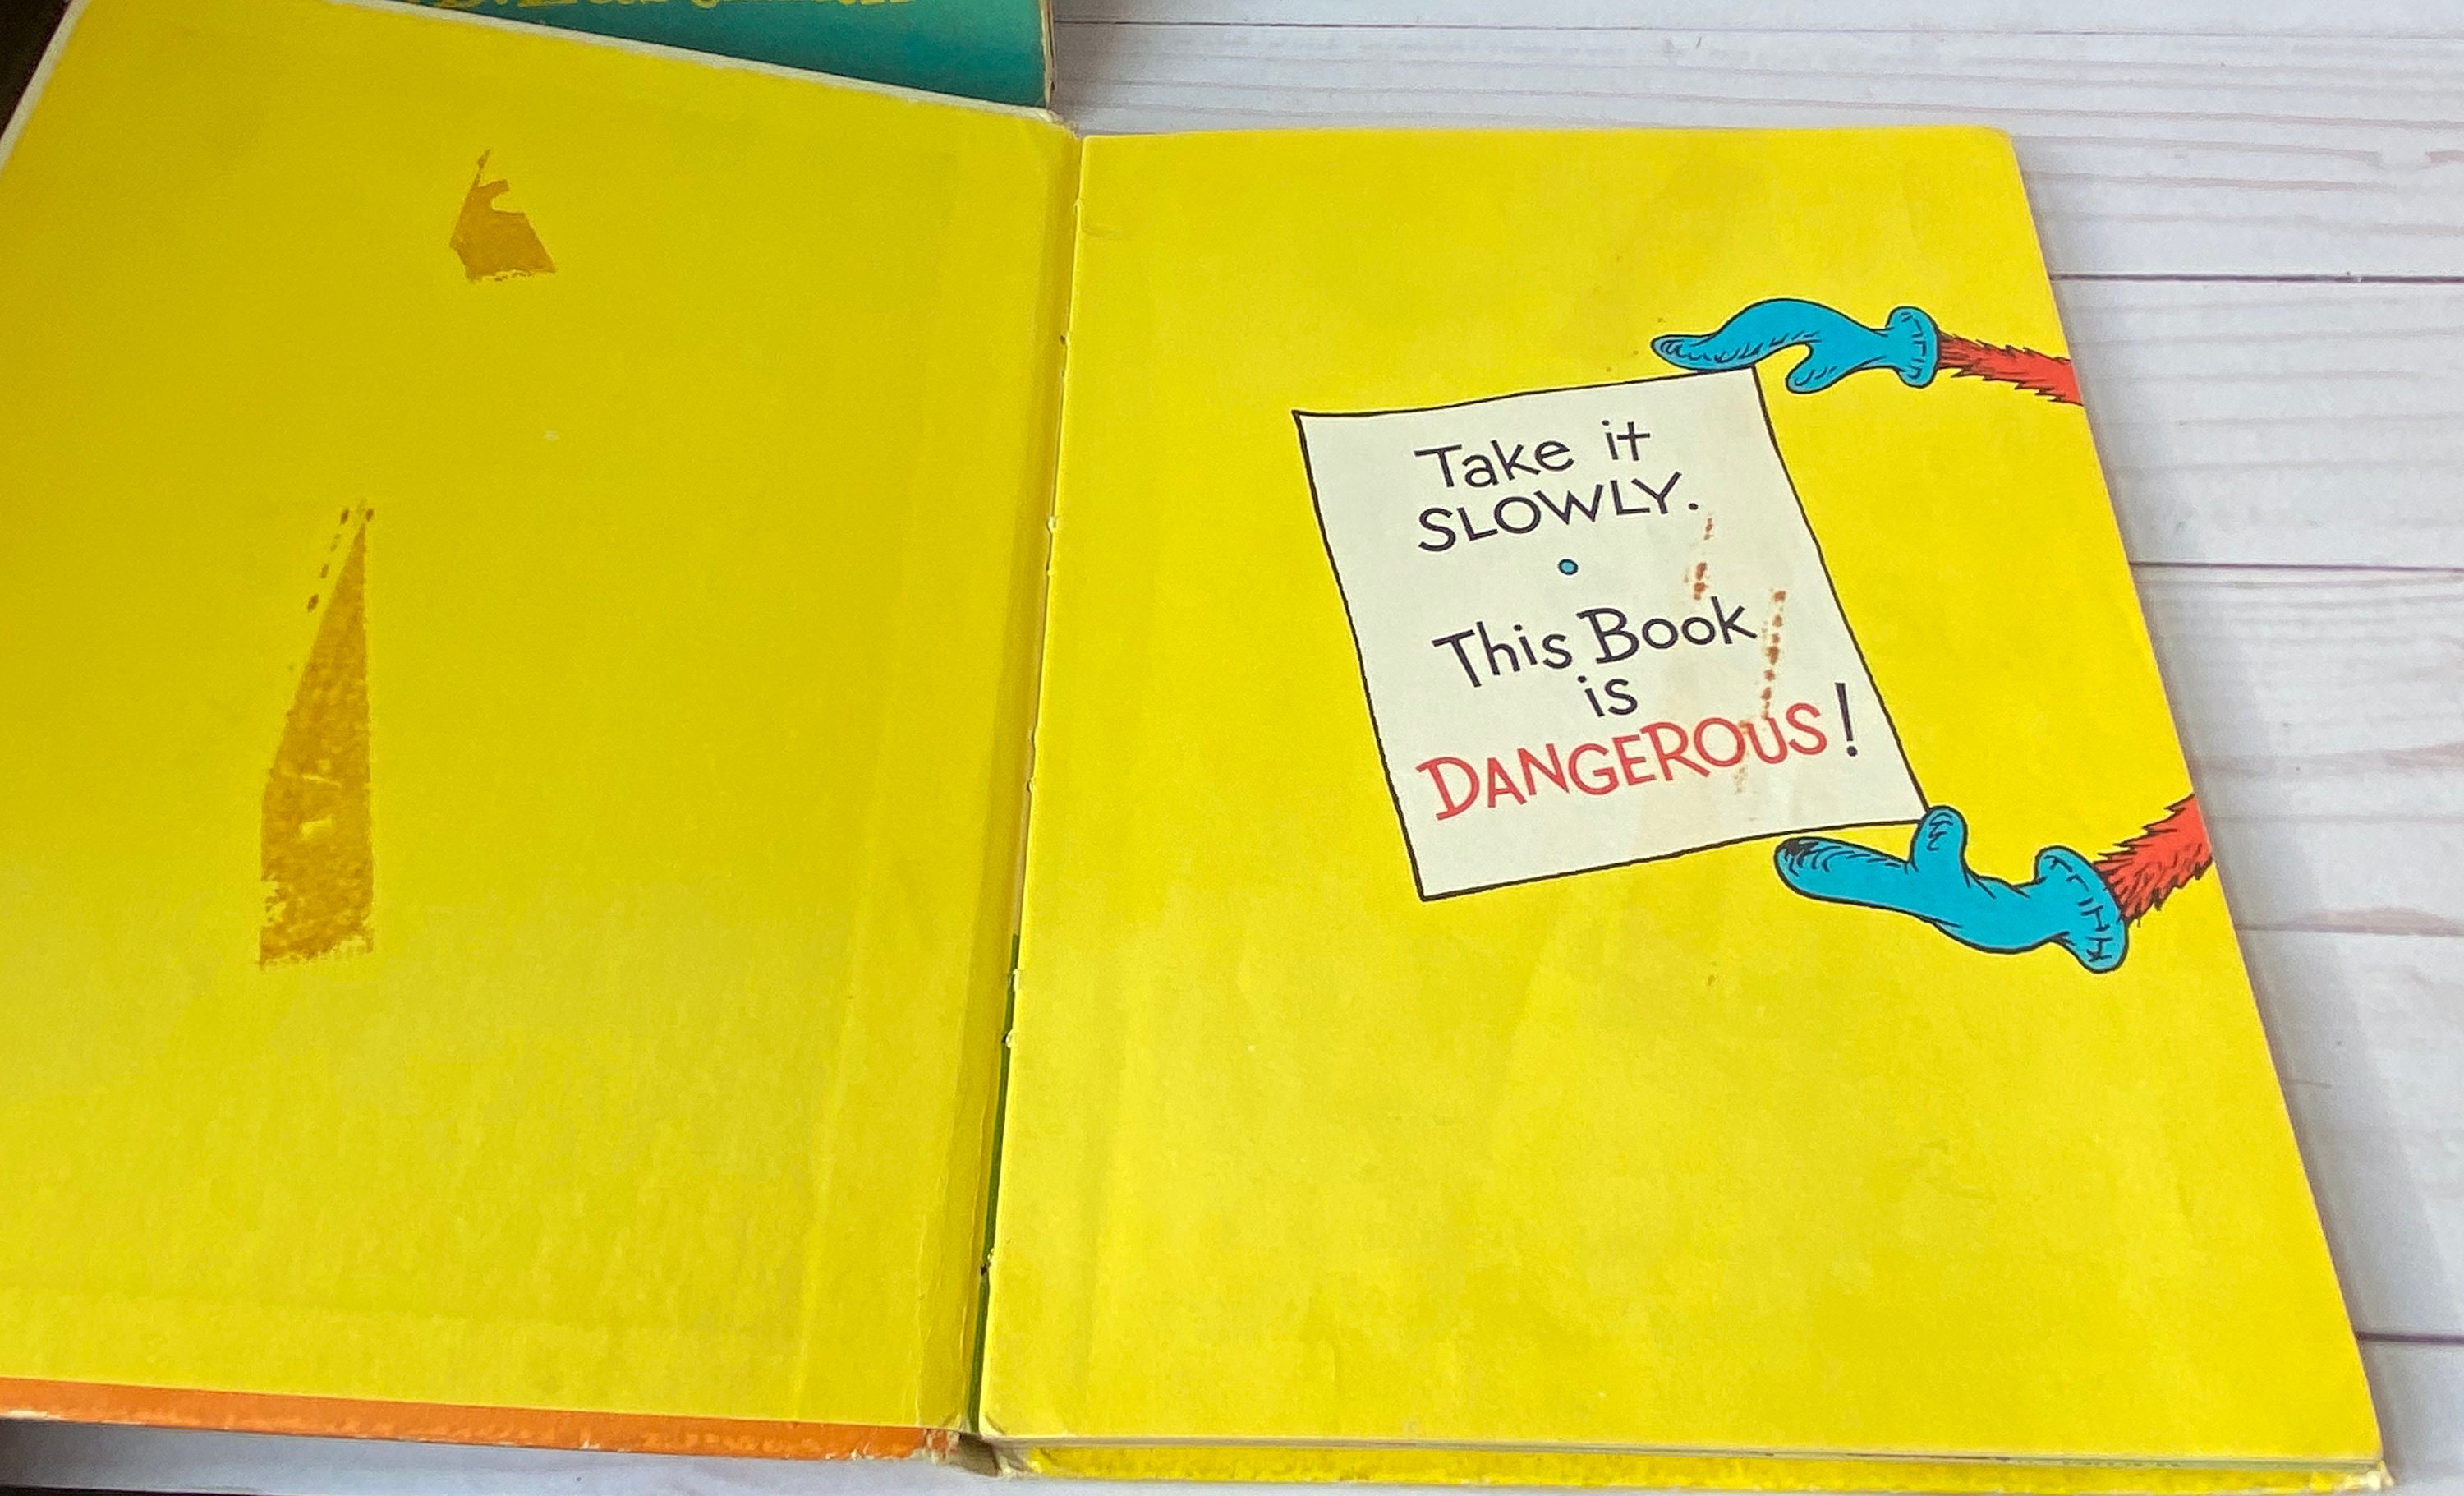 Take it
SLOWLY.
This Book
is
DANGEROUS!